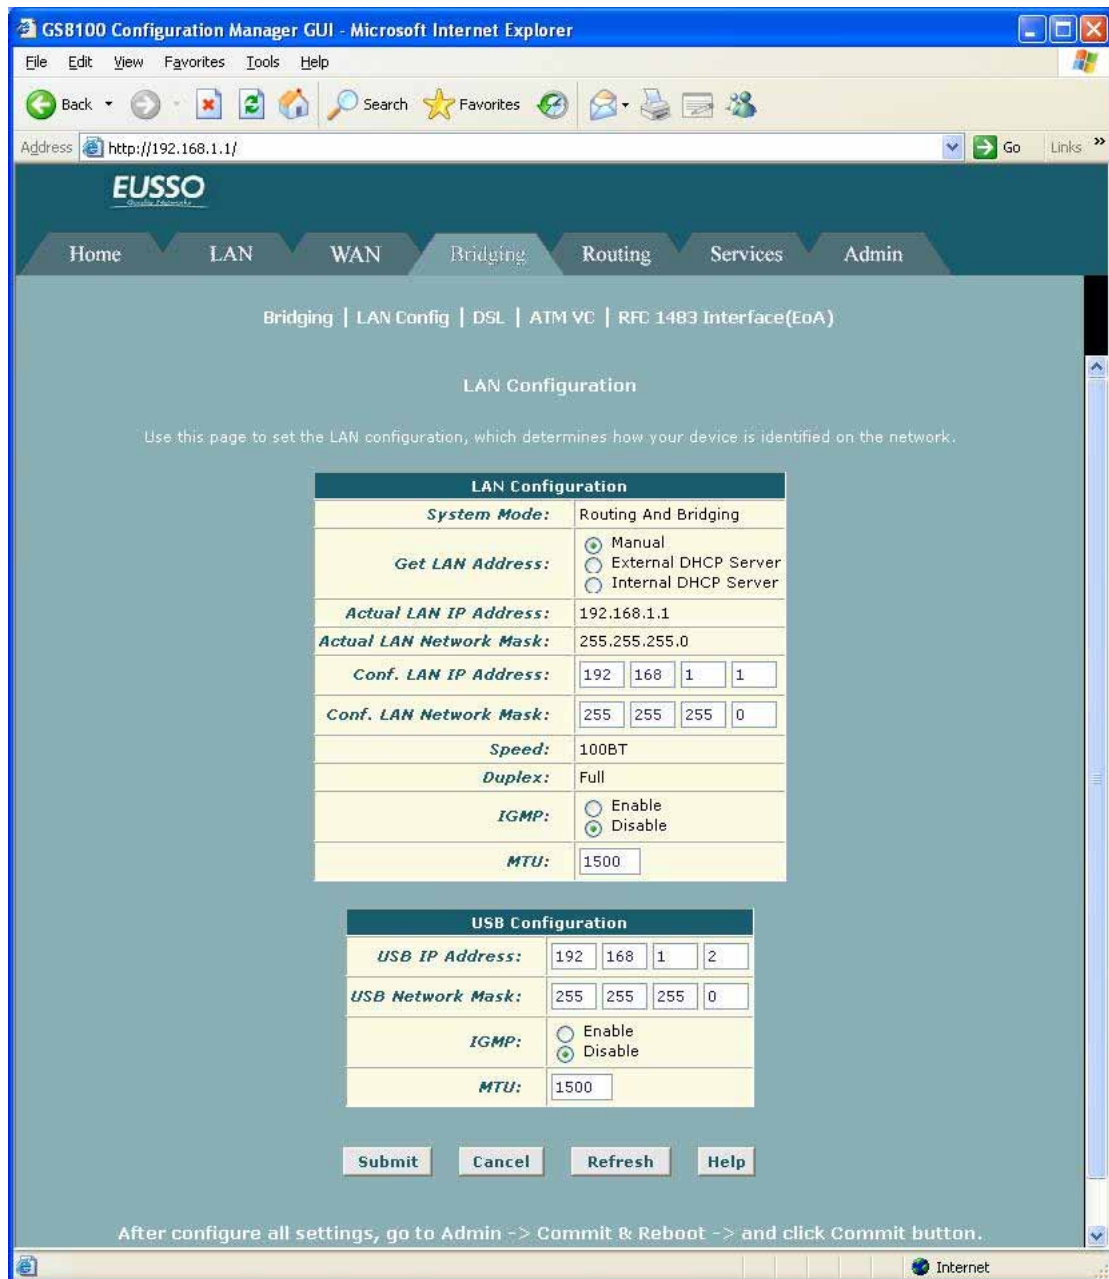 GS8100 Configuration Manager GUI - Microsoft Internet Explorer
File Edit View Favorites Tools Help
Back Search Favorites
Address http://192.168.1.1/ Go Links »
EUSSO
Home LAN WAN Bridging Routing Services Admin
Bridging | LAN Config | DSL | ATM VC | RFC 1483 Interface(EoA)
LAN Configuration
Use this page to set the LAN configuration, which determines how your device is identified on the network.
LAN Configuration
System Mode: Routing And Bridging
Get LAN Address: Manual
External DHCP Server
Internal DHCP Server
Actual LAN IP Address: 192.168.1.1
Actual LAN Network Mask: 255.255.255.0
Conf. LAN IP Address: 192 168 1 1
Conf. LAN Network Mask: 255 255 255 0
Speed: 100BT
Duplex: Full
IGMP: Enable
Disable
MTU: 1500
USB Configuration
USB IP Address: 192 168 1 2
USB Network Mask: 255 255 255 0
IGMP: Enable
Disable
MTU: 1500
Submit Cancel Refresh Help
After configure all settings, go to Admin -> Commit & Reboot -> and click Commit button.
Internet